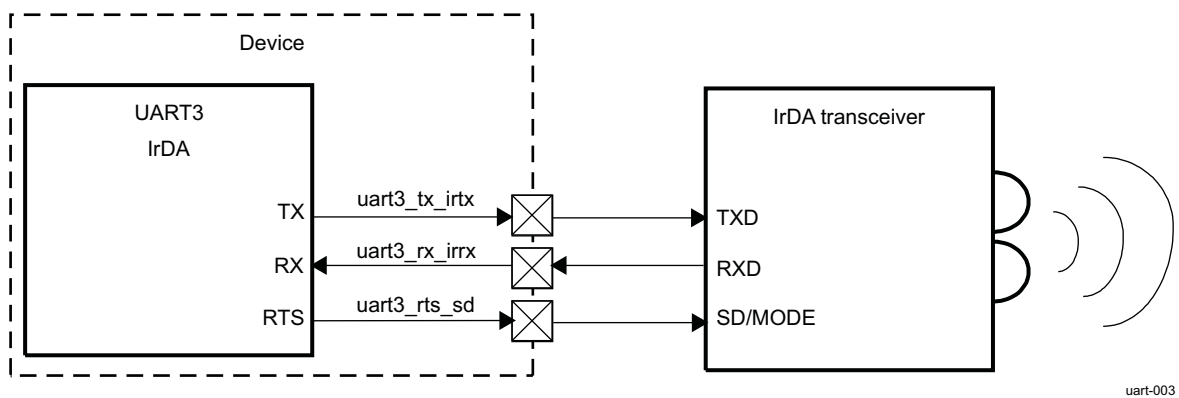 Device
UART3
IrDA
IrDA transceiver
TX
uart3_tx_irtx
TXD
RX
uart3_rx_irrx
RXD
RTS
uart3_rts_sd
SD/MODE
uart-003